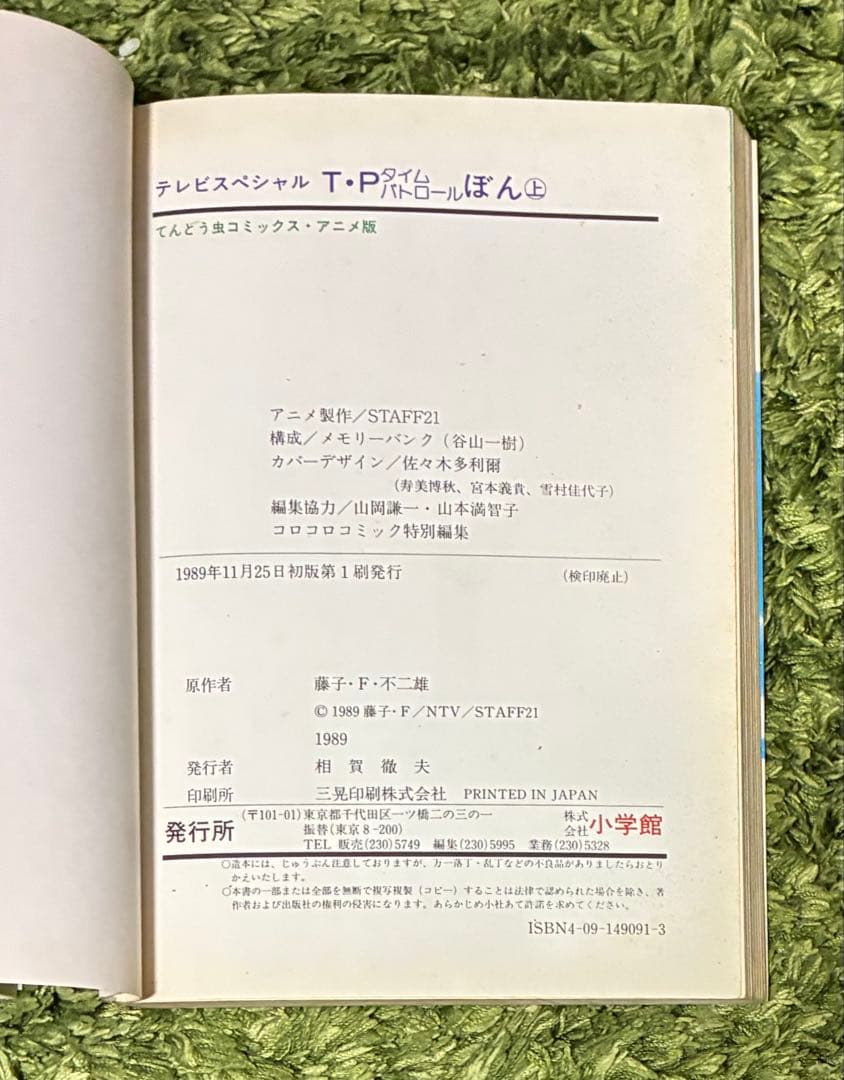 テレビスペシャル T・Pタイムパトロールぼん㊤
てんとう虫コミックス・アニメ版
アニメ製作／STAFF21
構成／メモリーバンク（谷山一樹）
カバーデザイン／佐々木多利爾
（寿美博秋、宮本義貴、雪村佳代子）
編集協力／山岡謙一・山本満智子
コロコロコミック特別編集
1989年11月25日初版第1刷発行 （検印廃止）
原作者 藤子・F・不二雄
© 1989 藤子・F／NTV／STAFF21
1989
発行者 相賀徹夫
印刷所 三晃印刷株式会社 PRINTED IN JAPAN
発行所 （〒101-01）東京都千代田区一ツ橋二の三の一 株式会社 小学館
振替（東京8-200）
TEL 販売(230)5749 編集(230)5995 業務(230)5328
○造本には、じゅうぶん注意しておりますが、万一落丁・乱丁などの不良品がありましたらおとり
かえいたします。
○本書の一部または全部を無断で複写複製（コピー）することは法律で認められた場合を除き、著
作者および出版社の権利の侵害になります。あらかじめ小社あて許諾を求めてください。
ISBN4-09-149091-3